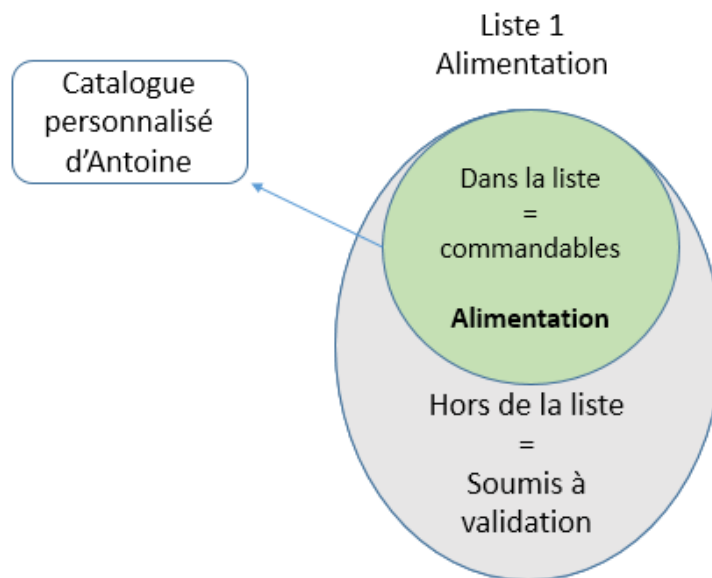 Liste 1
Alimentation
Catalogue
personnalisé
d’Antoine
Dans la liste
=
commandables
Alimentation
Hors de la liste
=
Soumis à
validation